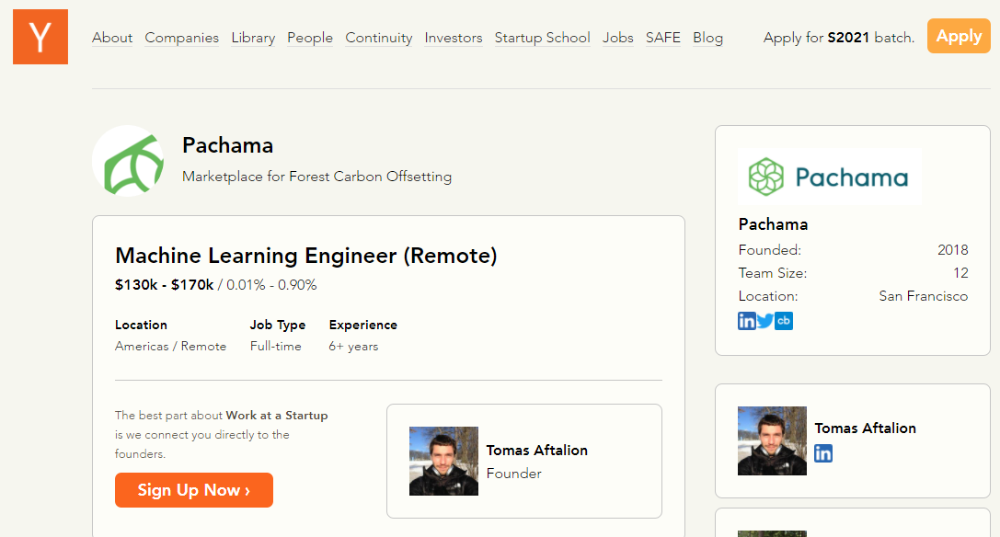 Y
About Companies Library People Continuity Investors Startup School Jobs SAFE Blog
Apply for S2021 batch.
Apply
Pachama
Marketplace for Forest Carbon Offsetting
Machine Learning Engineer (Remote)
$130k - $170k / 0.01% - 0.90%
Location Job Type Experience
Americas / Remote Full-time 6+ years
The best part about Work at a Startup
is we connect you directly to the
founders.
Sign Up Now ›
Tomas Aftalion
Founder
Pachama
Pachama
Founded: 2018
Team Size: 12
Location: San Francisco
in cb
Tomas Aftalion
in